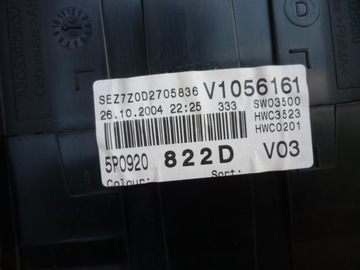 SEZ7Z0D2705836 V1056161
26.10.2004 22:25 333 SW03500
HWC3523
HWC0201
5P0920 822D V03
Colour: Sort: